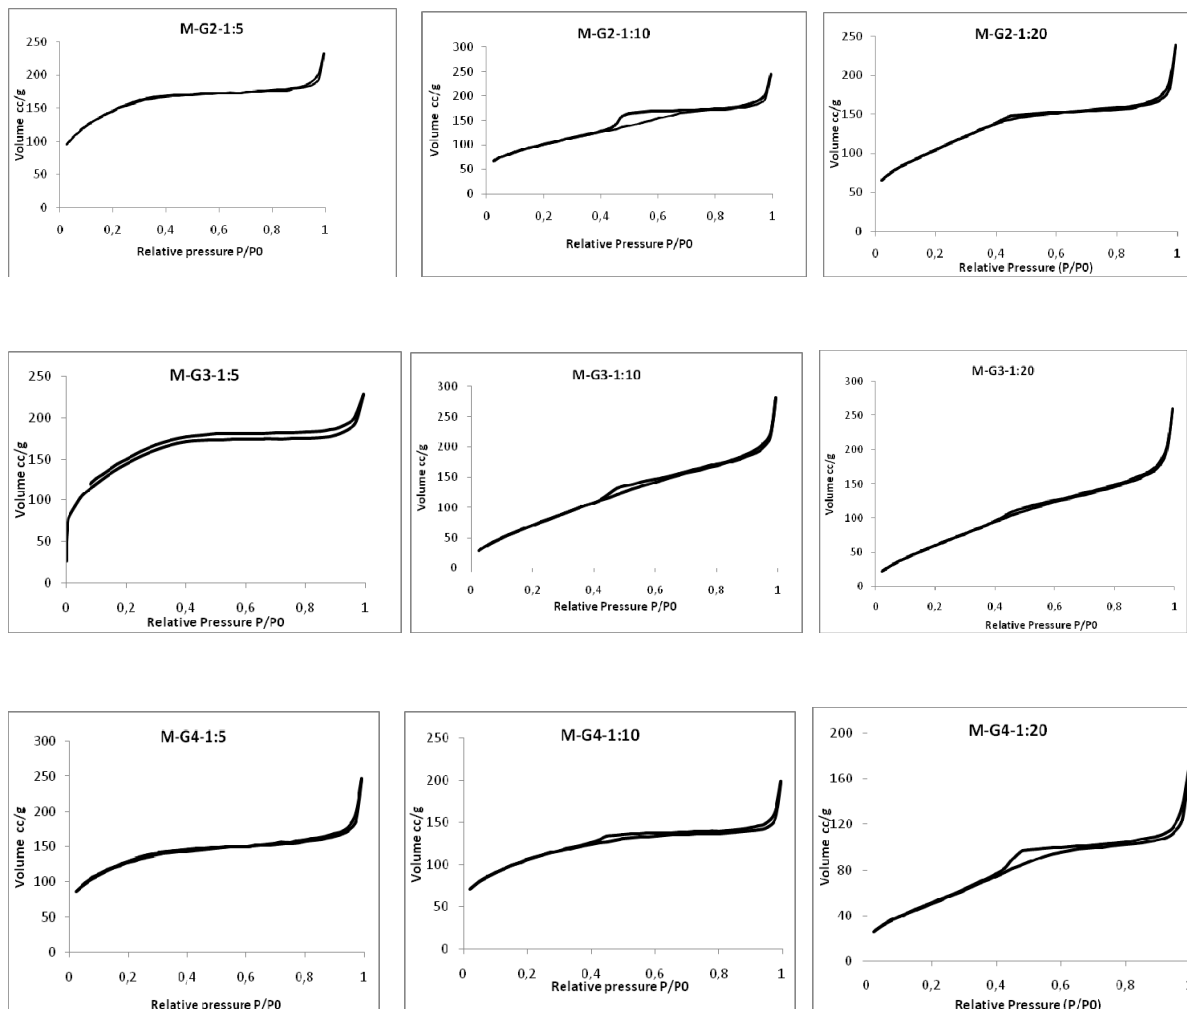 M-G2-1:5
250
200
150
100
50
0
Volume cc/g
0 0,2 0,4 0,6 0,8 1
Relative pressure P/P0
M-G2-1:10
300
250
200
150
100
50
0
Volume cc/g
0 0,2 0,4 0,6 0,8 1
Relative Pressure P/P0
M-G2-1:20
250
200
150
100
50
0
Volume cc/g
0 0,2 0,4 0,6 0,8 1
Relative Pressure (P/P0)
M-G3-1:5
250
200
150
100
50
0
Volume cc/g
0 0,2 0,4 0,6 0,8 1
Relative Pressure P/P0
M-G3-1:10
300
250
200
150
100
50
0
Volume cc/g
0 0,2 0,4 0,6 0,8 1
Relative Pressure P/P0
M-G3-1:20
300
250
200
150
100
50
0
Volume cc/g
0 0,2 0,4 0,6 0,8 1
Relative Pressure P/P0
M-G4-1:5
300
250
200
150
100
50
0
Volume cc/g
0 0,2 0,4 0,6 0,8 1
Relative pressure P/P0
M-G4-1:10
250
200
150
100
50
0
Volume cc/g
0 0,2 0,4 0,6 0,8 1
Relative pressure P/P0
M-G4-1:20
200
160
120
80
40
0
Volume cc/g
0 0,2 0,4 0,6 0,8 1
Relative Pressure (P/P0)